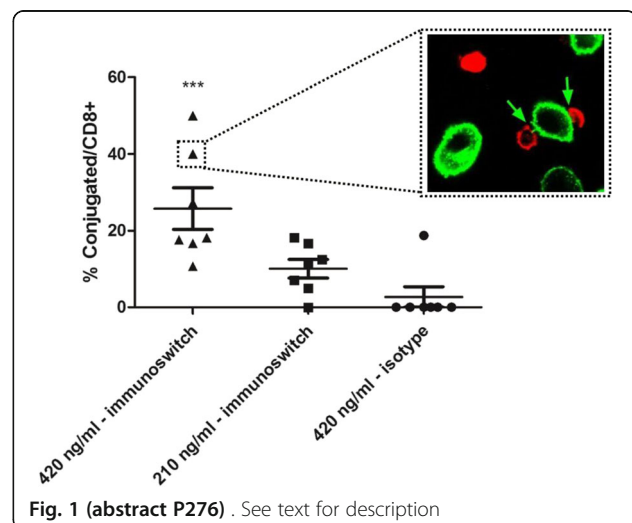 60
***
40
20
0
% Conjugated/CD8+
420 ng/ml - immunoswitch
210 ng/ml - immunoswitch
420 ng/ml - isotype
Fig. 1 (abstract P276) . See text for description